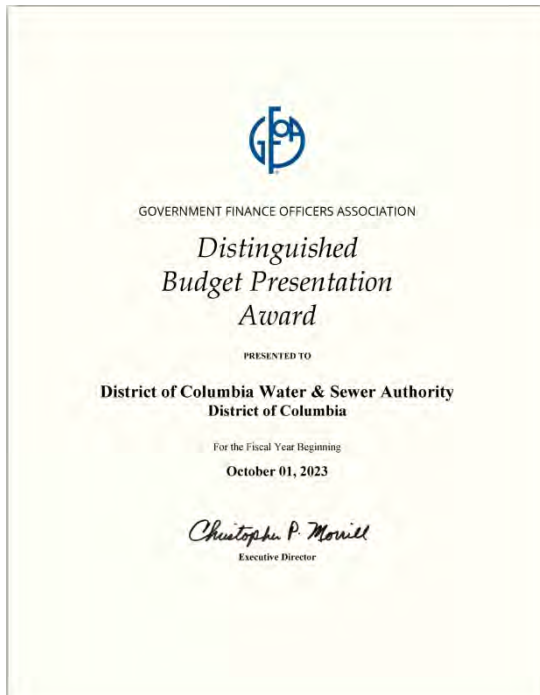 GFOA
GOVERNMENT FINANCE OFFICERS ASSOCIATION
Distinguished
Budget Presentation
Award
PRESENTED TO
District of Columbia Water & Sewer Authority
District of Columbia
For the Fiscal Year Beginning
October 01, 2023
Christopher P. Morrill
Executive Director